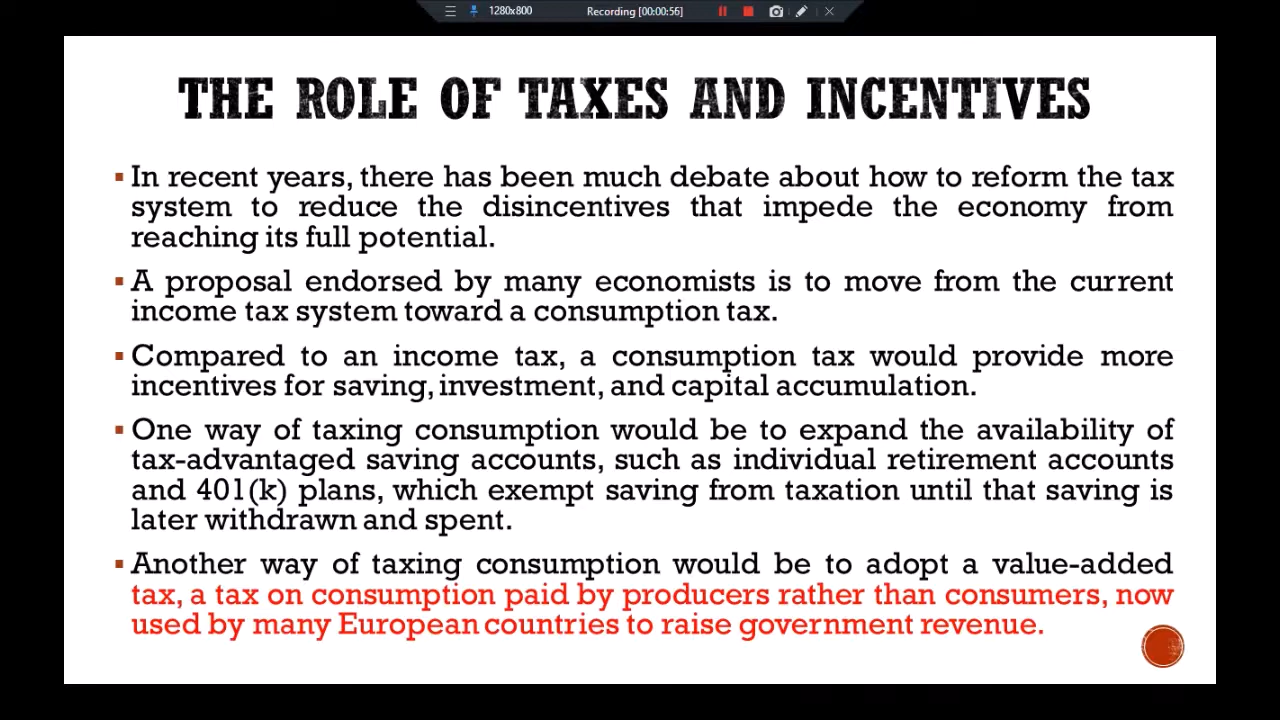 1280x800 Recording [00:00:56]
THE ROLE OF TAXES AND INCENTIVES
▪ In recent years, there has been much debate about how to reform the tax
system to reduce the disincentives that impede the economy from
reaching its full potential.
▪ A proposal endorsed by many economists is to move from the current
income tax system toward a consumption tax.
▪ Compared to an income tax, a consumption tax would provide more
incentives for saving, investment, and capital accumulation.
▪ One way of taxing consumption would be to expand the availability of
tax-advantaged saving accounts, such as individual retirement accounts
and 401(k) plans, which exempt saving from taxation until that saving is
later withdrawn and spent.
▪ Another way of taxing consumption would be to adopt a value-added
tax, a tax on consumption paid by producers rather than consumers, now
used by many European countries to raise government revenue.